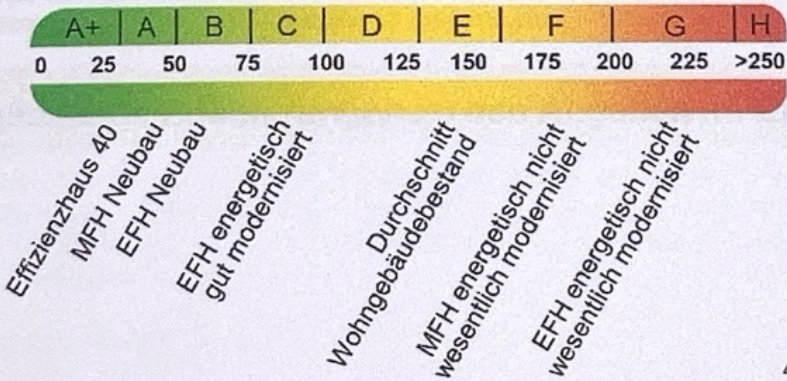 A+ A B C D E F G H
0 25 50 75 100 125 150 175 200 225 >250
Effizienzhaus 40
MFH Neubau
EFH Neubau
EFH energetisch
gut modernisiert
Durchschnitt
Wohngebäudebestand
MFH energetisch nicht
wesentlich modernisiert
EFH energetisch nicht
wesentlich modernisiert